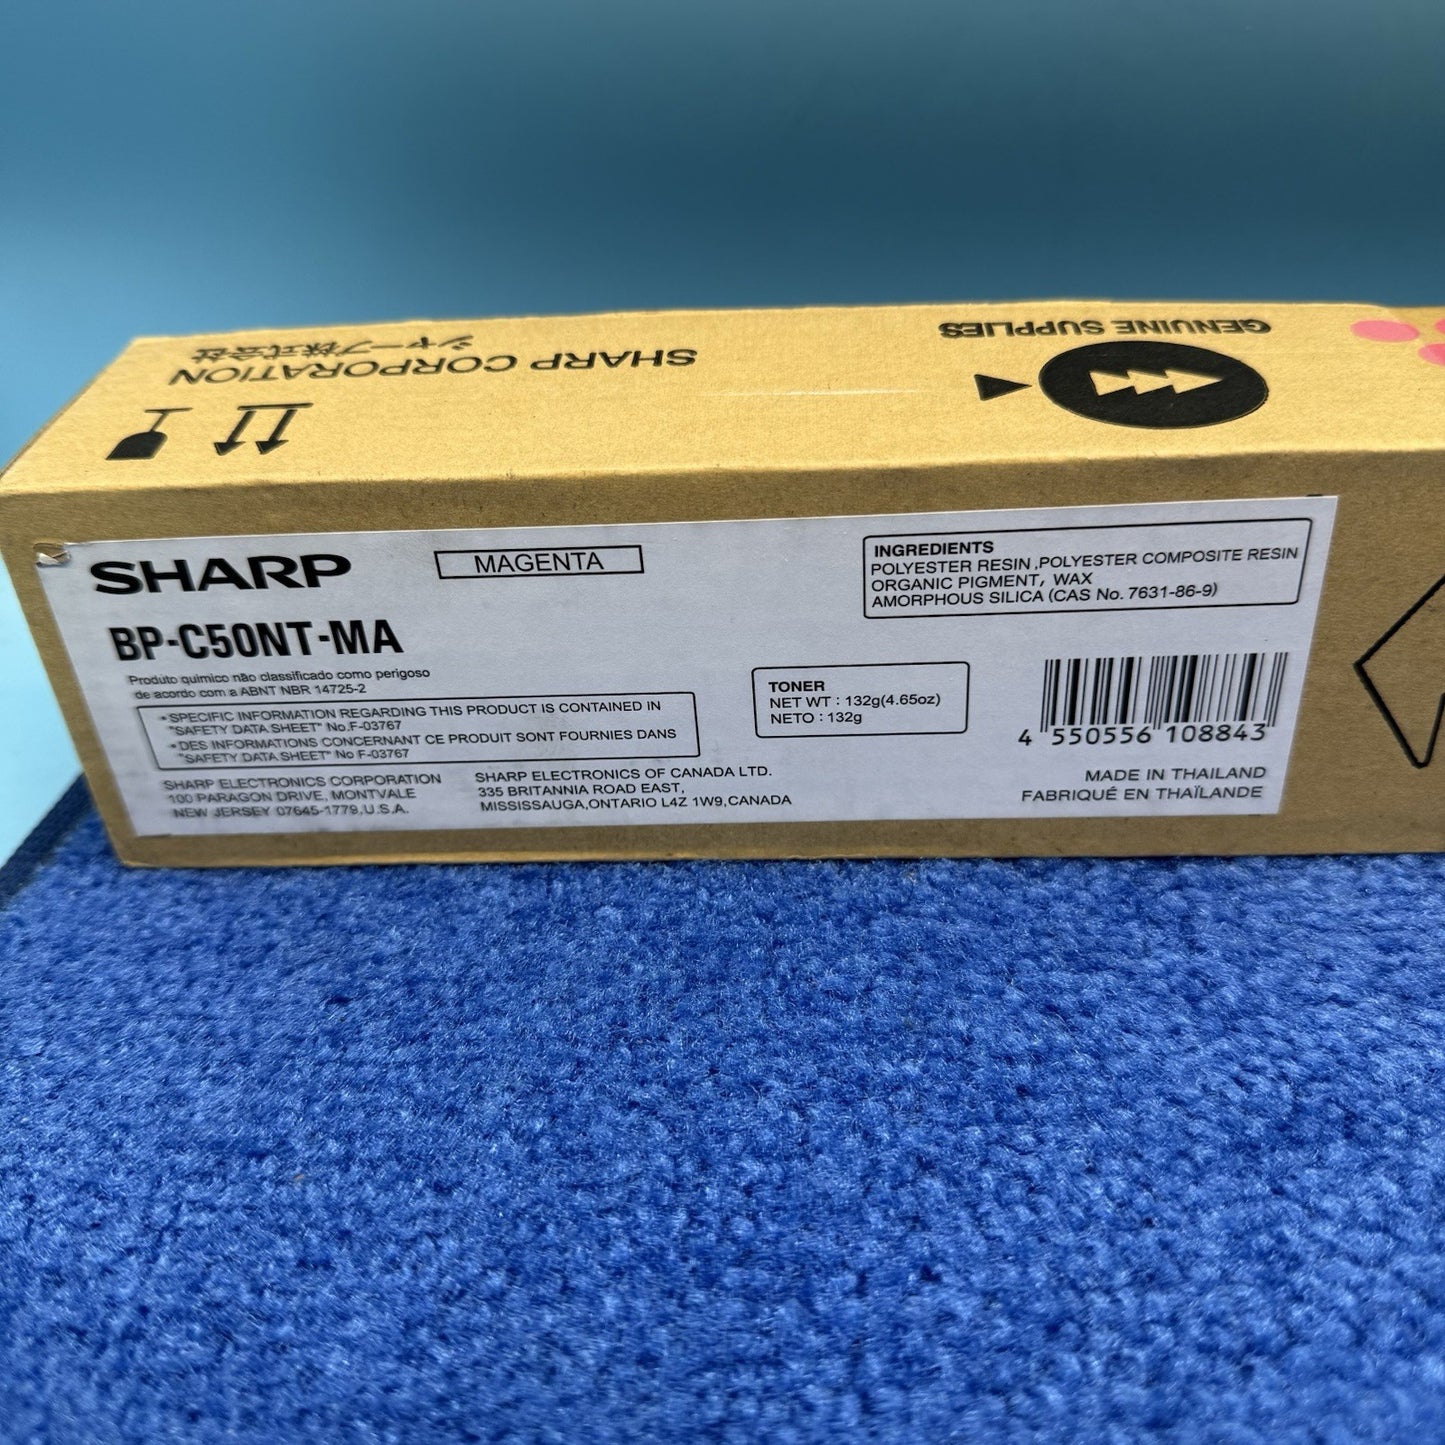 シャープ株式会社
SHARP CORPORATION
GENUINE SUPPLIES
SHARP
MAGENTA
BP-C50NT-MA
Produto químico não classificado como perigoso
de acordo com a ABNT NBR 14725-2
*SPECIFIC INFORMATION REGARDING THIS PRODUCT IS CONTAINED IN
"SAFETY DATA SHEET" No.F-03767
*DES INFORMATIONS CONCERNANT CE PRODUIT SONT FOURNIES DANS
"SAFETY DATA SHEET" No F-03767
SHARP ELECTRONICS CORPORATION
100 PARAGON DRIVE, MONTVALE
NEW JERSEY 07645-1779,U.S.A.
SHARP ELECTRONICS OF CANADA LTD.
335 BRITANNIA ROAD EAST,
MISSISSAUGA,ONTARIO L4Z 1W9,CANADA
INGREDIENTS
POLYESTER RESIN ,POLYESTER COMPOSITE RESIN
ORGANIC PIGMENT, WAX
AMORPHOUS SILICA (CAS No. 7631-86-9)
TONER
NET WT : 132g(4.65oz)
NETO : 132g
4 550556 108843
MADE IN THAILAND
FABRIQUÉ EN THAÏLANDE